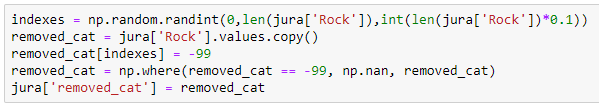 indexes = np.random.randint(0,len(jura['Rock']),int(len(jura['Rock'])*0.1))
removed_cat = jura['Rock'].values.copy()
removed_cat[indexes] = -99
removed_cat = np.where(removed_cat == -99, np.nan, removed_cat)
jura['removed_cat'] = removed_cat